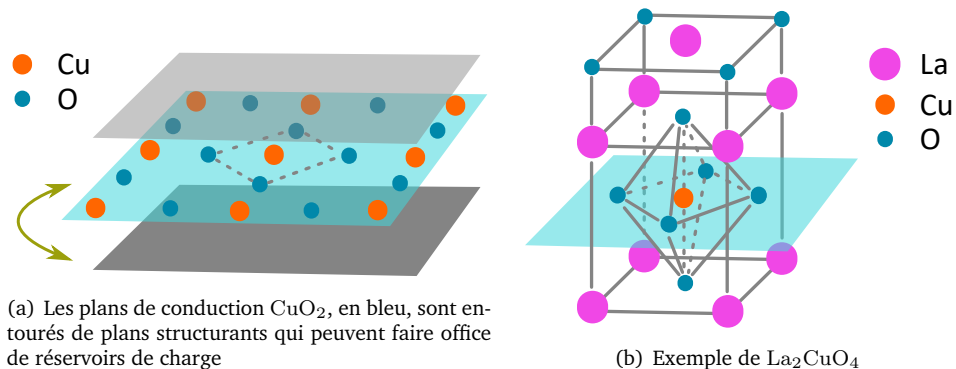 Cu
O
(a) Les plans de conduction CuO₂, en bleu, sont en-
tourés de plans structurants qui peuvent faire office
de réservoirs de charge
La
Cu
O
(b) Exemple de La₂CuO₄